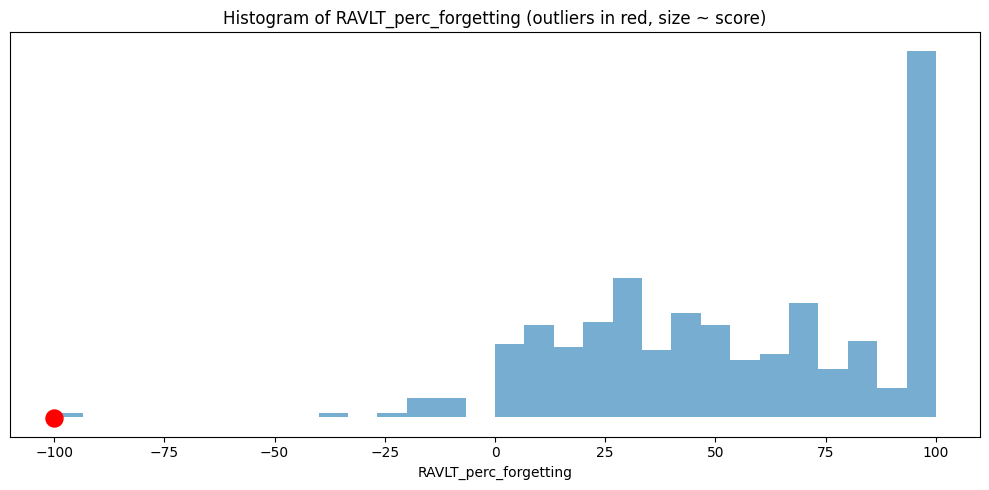 Histogram of RAVLT_perc_forgetting (outliers in red, size ~ score)
−100 −75 −50 −25 0 25 50 75 100
RAVLT_perc_forgetting